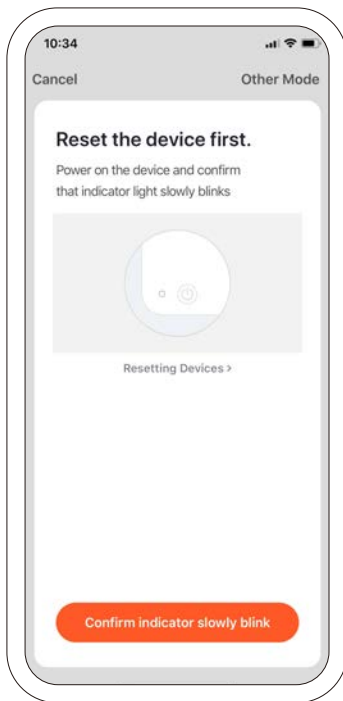 10:34
Cancel Other Mode
Reset the device first.
Power on the device and confirm
that indicator light slowly blinks
Resetting Devices >
Confirm indicator slowly blink